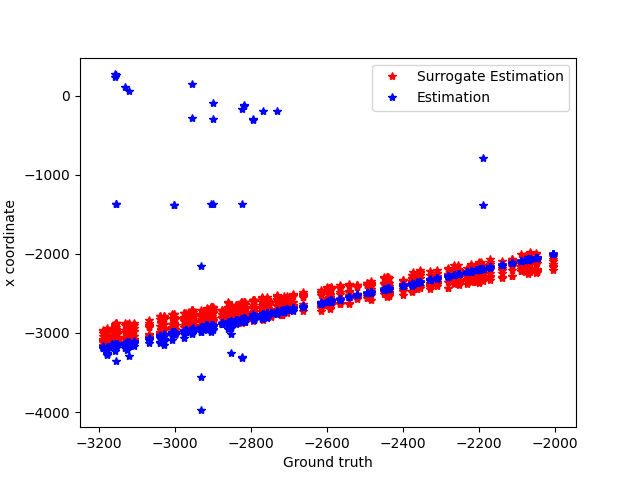 Surrogate Estimation
Estimation
0
−1000
−2000
−3000
−4000
x coordinate
−3200 −3000 −2800 −2600 −2400 −2200 −2000
Ground truth